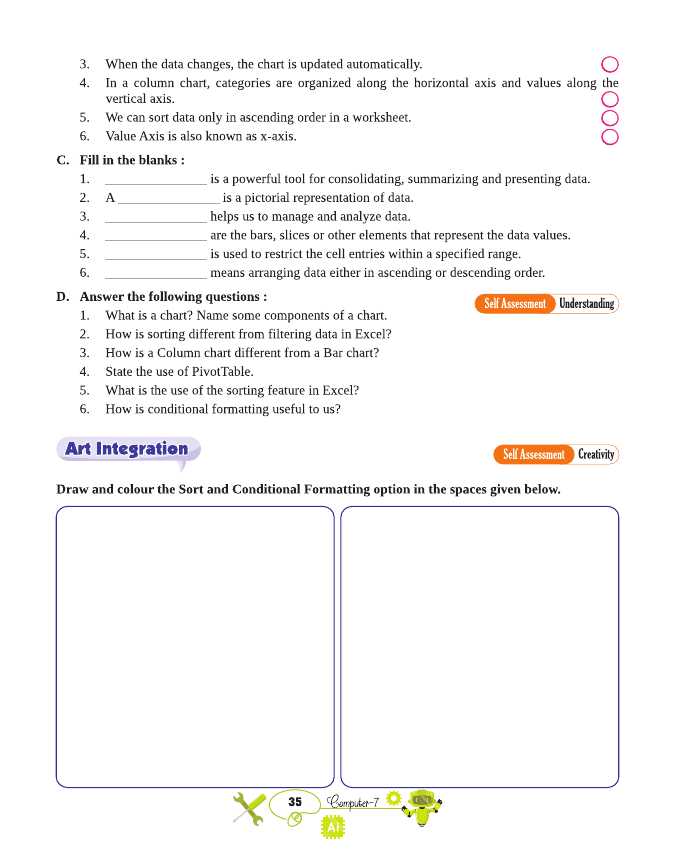 3. When the data changes, the chart is updated automatically.
4. In a column chart, categories are organized along the horizontal axis and values along the
vertical axis.
5. We can sort data only in ascending order in a worksheet.
6. Value Axis is also known as x-axis.
C. Fill in the blanks :
1. ________________ is a powerful tool for consolidating, summarizing and presenting data.
2. A ________________ is a pictorial representation of data.
3. ________________ helps us to manage and analyze data.
4. ________________ are the bars, slices or other elements that represent the data values.
5. ________________ is used to restrict the cell entries within a specified range.
6. ________________ means arranging data either in ascending or descending order.
D. Answer the following questions :
Self Assessment Understanding
1. What is a chart? Name some components of a chart.
2. How is sorting different from filtering data in Excel?
3. How is a Column chart different from a Bar chart?
4. State the use of PivotTable.
5. What is the use of the sorting feature in Excel?
6. How is conditional formatting useful to us?
Art Integration
Self Assessment Creativity
Draw and colour the Sort and Conditional Formatting option in the spaces given below.
35 Computer-7
AI